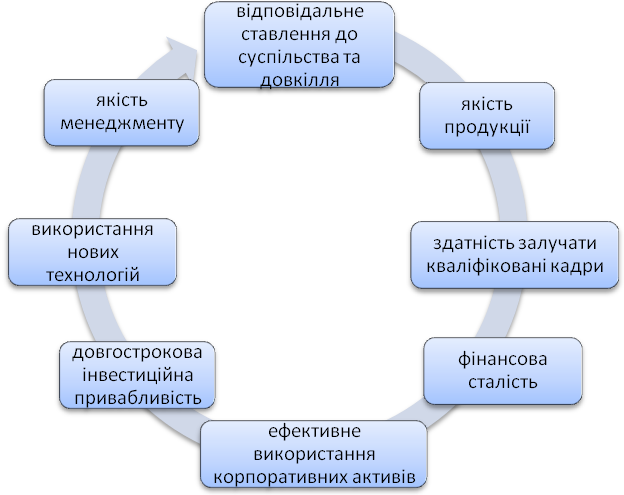 відповідальне
ставлення до
суспільства та
довкілля
якість
продукції
здатність залучати
кваліфіковані кадри
фінансова
сталість
ефективне
використання
корпоративних активів
довгострокова
інвестиційна
привабливість
використання
нових
технологій
якість
менеджменту